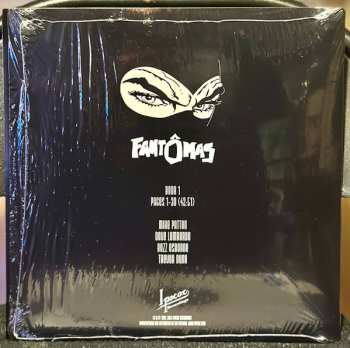 FANTÔMAS
BOOK 1
PAGES 1-30 (42:51)
MIKE PATTON
DAVE LOMBARDO
BUZZ OSBORNE
TREVOR DUNN
Ipecac